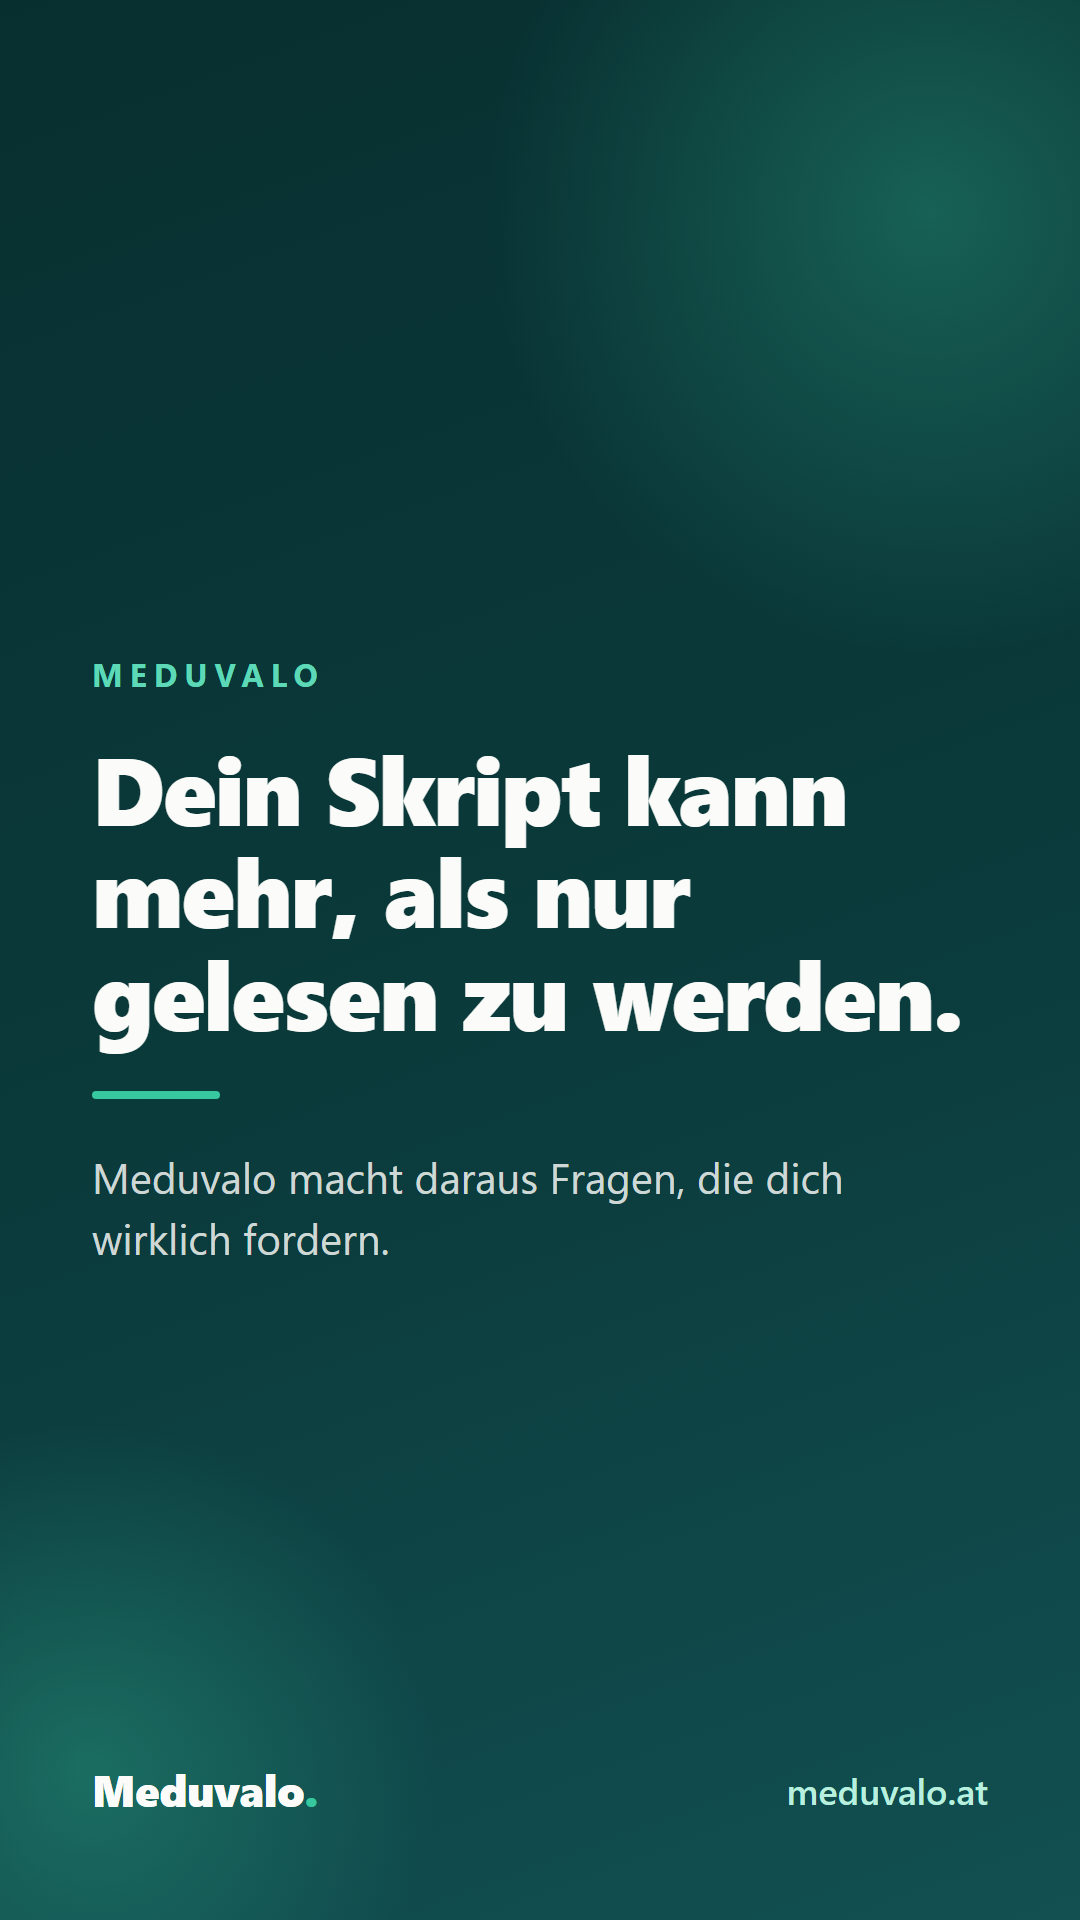 MEDUVALO
Dein Skript kann
mehr, als nur
gelesen zu werden.
Meduvalo macht daraus Fragen, die dich
wirklich fordern.
Meduvalo.
meduvalo.at